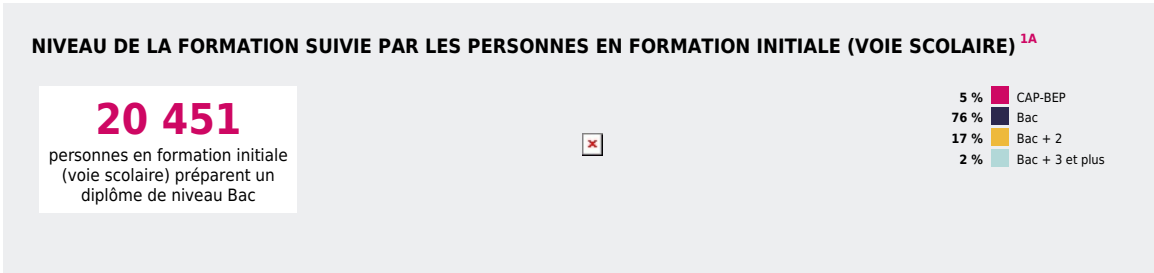 NIVEAU DE LA FORMATION SUIVIE PAR LES PERSONNES EN FORMATION INITIALE (VOIE SCOLAIRE) 1A
20 451
personnes en formation initiale
(voie scolaire) préparent un
diplôme de niveau Bac
5 % CAP-BEP
76 % Bac
17 % Bac + 2
2 % Bac + 3 et plus